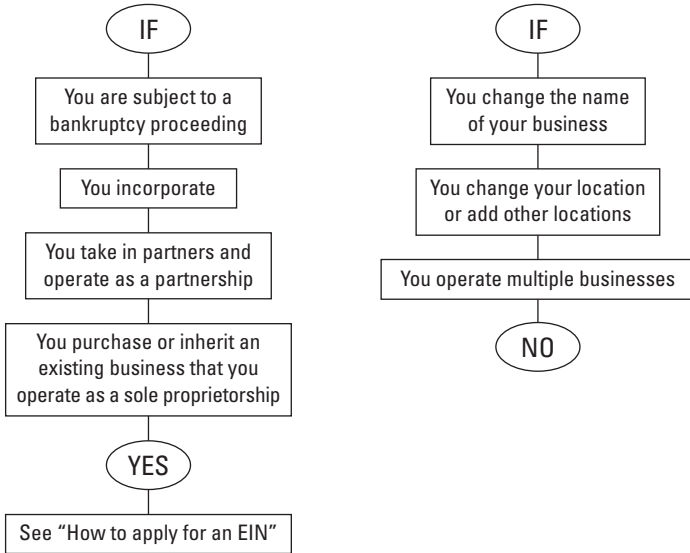 IF
You are subject to a
bankruptcy proceeding
You incorporate
You take in partners and
operate as a partnership
You purchase or inherit an
existing business that you
operate as a sole proprietorship
YES
See “How to apply for an EIN”
IF
You change the name
of your business
You change your location
or add other locations
You operate multiple businesses
NO